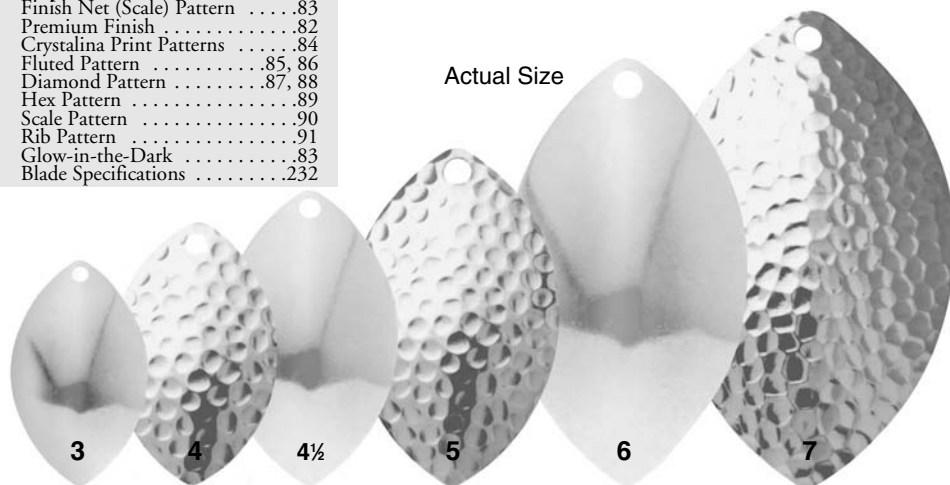 Finish Net (Scale) Pattern . . . . .83
Premium Finish . . . . . . . . . . . .82
Crystalina Print Patterns . . . . . .84
Fluted Pattern . . . . . . . . . . .85, 86
Diamond Pattern . . . . . . . . .87, 88
Hex Pattern . . . . . . . . . . . . . . .89
Scale Pattern . . . . . . . . . . . . . .90
Rib Pattern . . . . . . . . . . . . . . .91
Glow-in-the-Dark . . . . . . . . . . .83
Blade Specifications . . . . . . . . .232
Actual Size
3 4 4½ 5 6 7